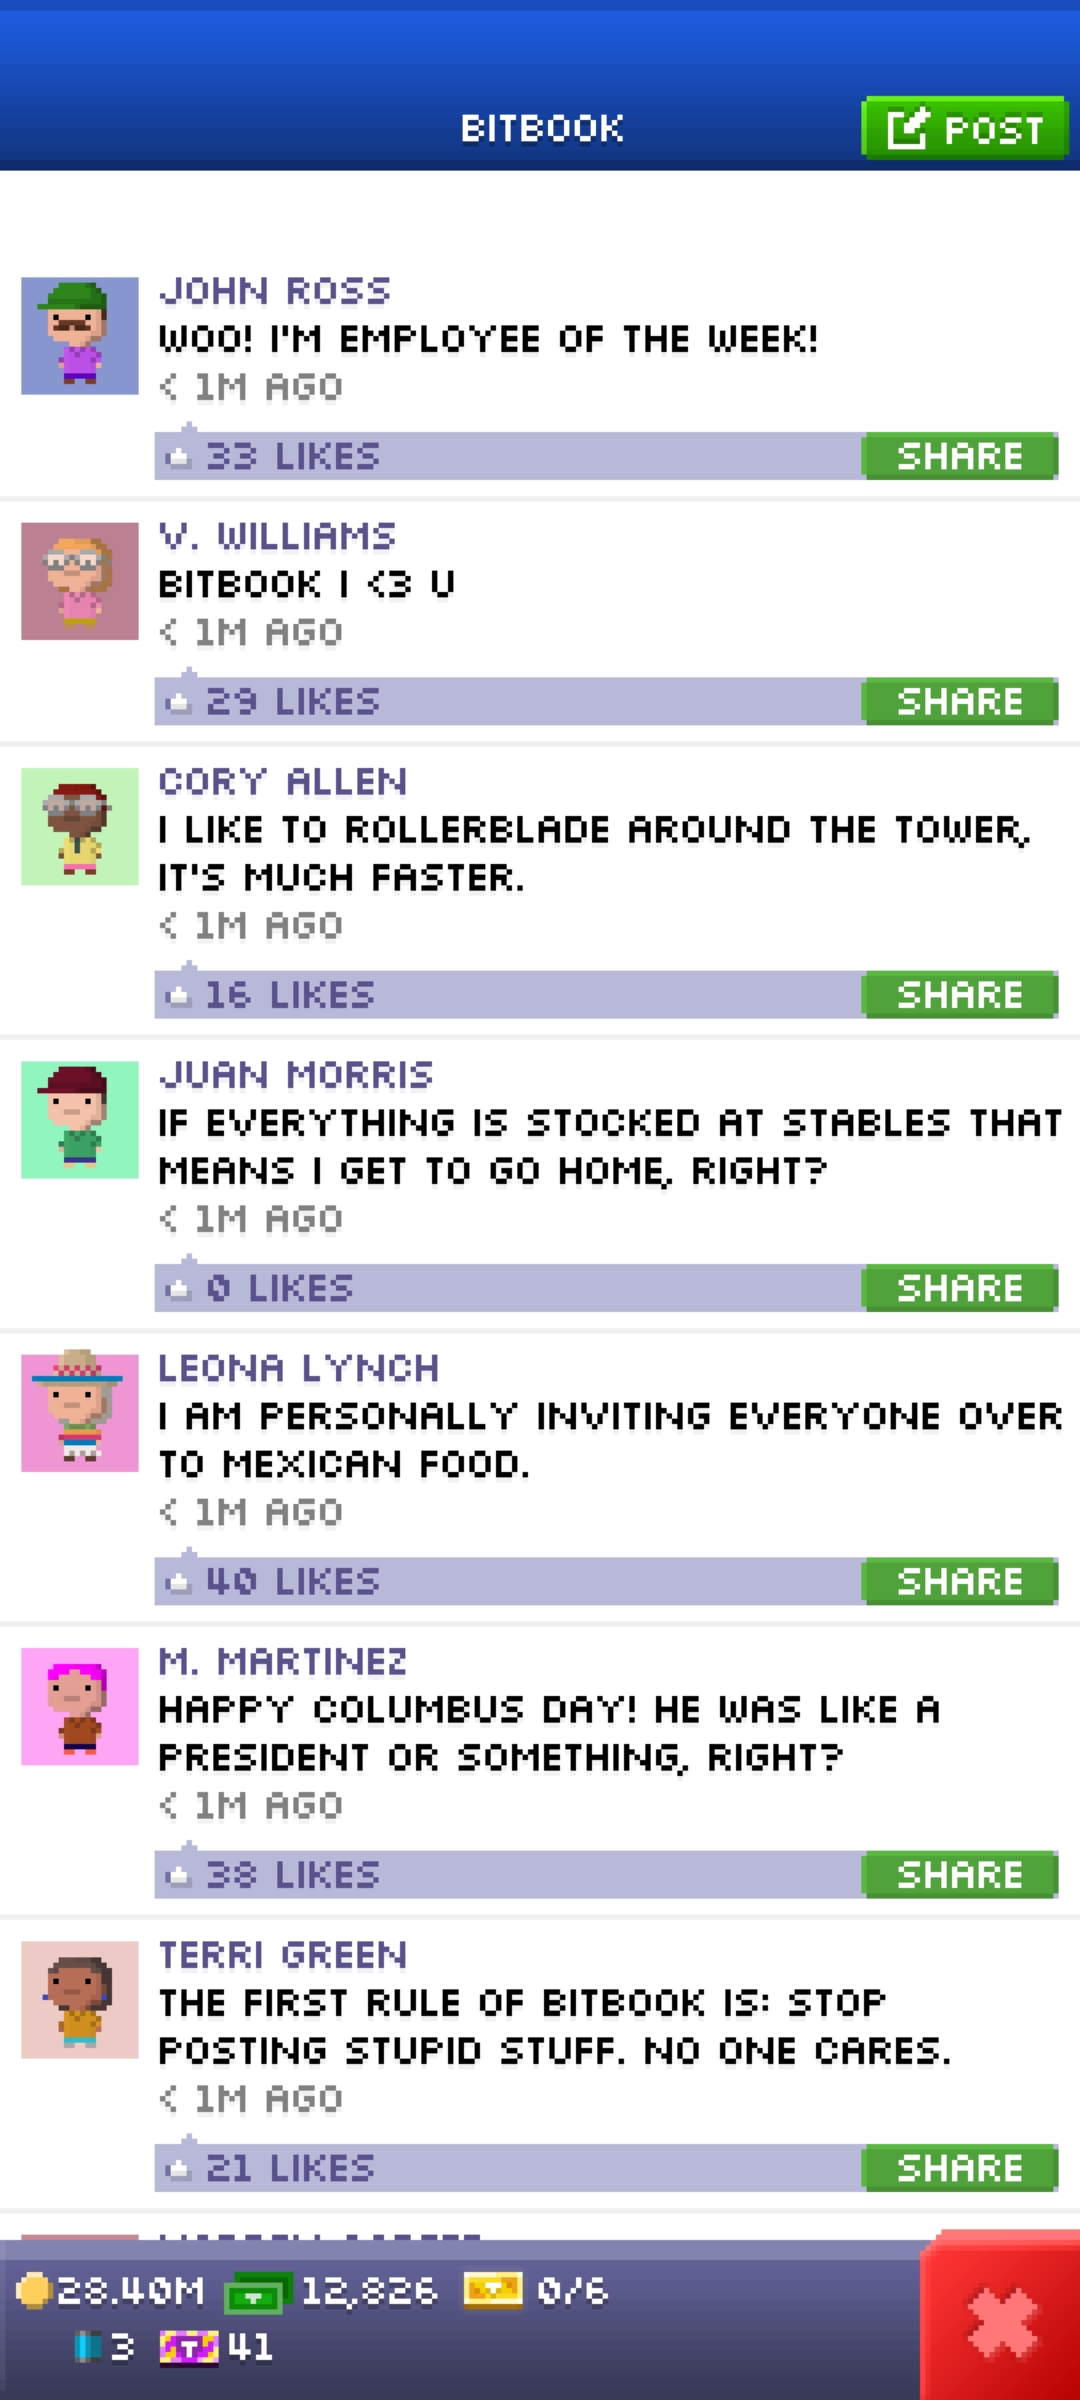 BITBOOK
POST
JOHN ROSS
WOO! I'M EMPLOYEE OF THE WEEK!
< 1M AGO
33 LIKES
SHARE
V. WILLIAMS
BITBOOK I <3 U
< 1M AGO
29 LIKES
SHARE
CORY ALLEN
I LIKE TO ROLLERBLADE AROUND THE TOWER,
IT'S MUCH FASTER.
< 1M AGO
16 LIKES
SHARE
JUAN MORRIS
IF EVERYTHING IS STOCKED AT STABLES THAT
MEANS I GET TO GO HOME, RIGHT?
< 1M AGO
0 LIKES
SHARE
LEONA LYNCH
I AM PERSONALLY INVITING EVERYONE OVER
TO MEXICAN FOOD.
< 1M AGO
40 LIKES
SHARE
M. MARTINEZ
HAPPY COLUMBUS DAY! HE WAS LIKE A
PRESIDENT OR SOMETHING, RIGHT?
< 1M AGO
38 LIKES
SHARE
TERRI GREEN
THE FIRST RULE OF BITBOOK IS: STOP
POSTING STUPID STUFF. NO ONE CARES.
< 1M AGO
21 LIKES
SHARE
28.40M 12,826 0/6
3 T 41